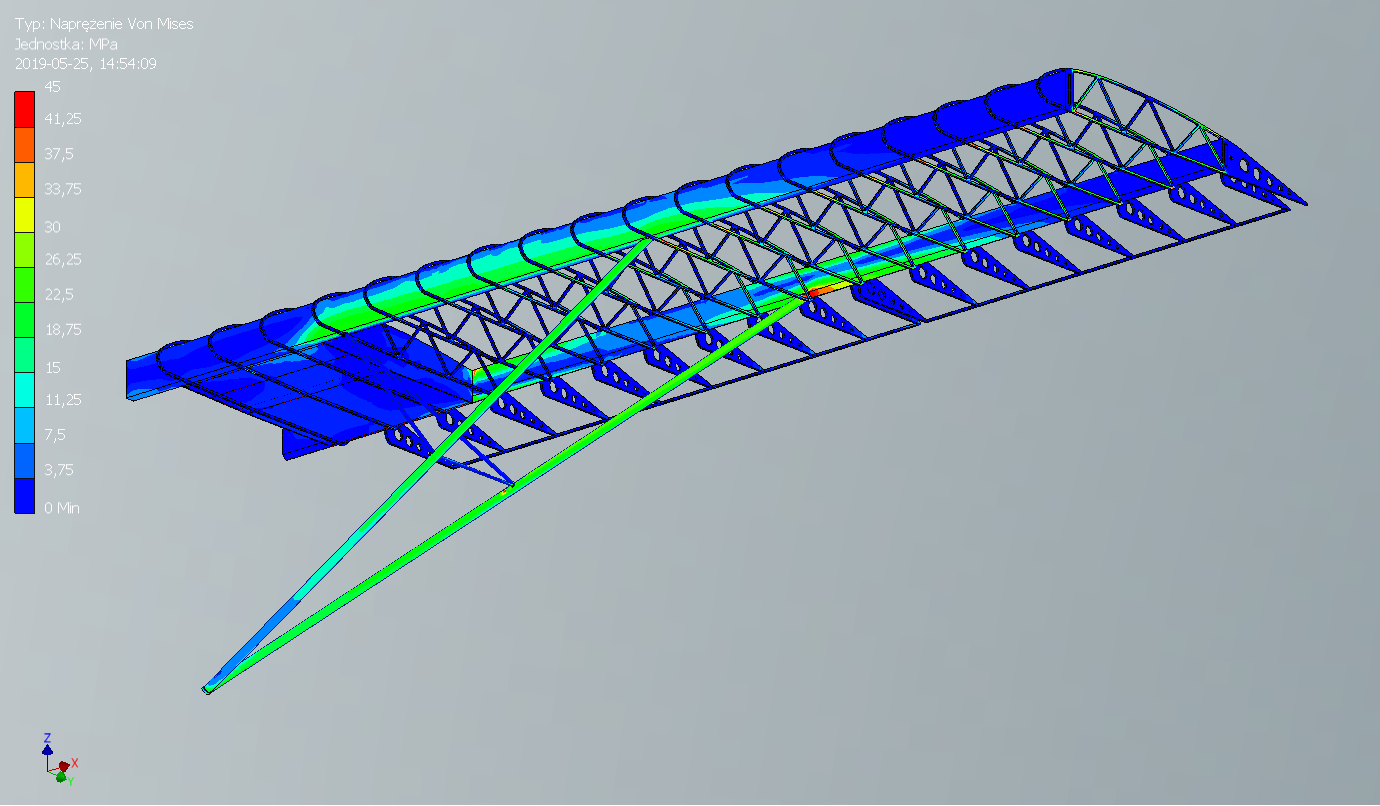 Typ: Naprężenie Von Mises
Jednostka: MPa
2019-05-25, 14:54:09
45
41,25
37,5
33,75
30
26,25
22,5
18,75
15
11,25
7,5
3,75
0 Min
Z
X
Y